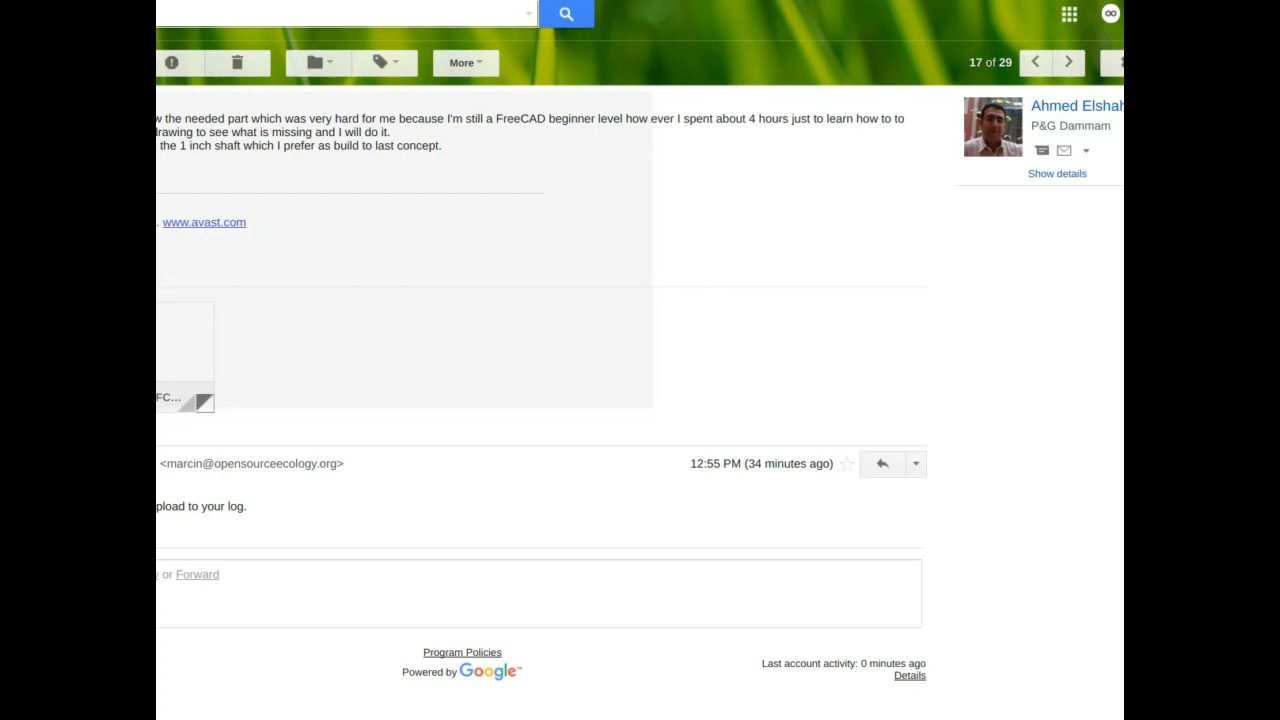 More
17 of 29
w the needed part which was very hard for me because I'm still a FreeCAD beginner level how ever I spent about 4 hours just to learn how to to
drawing to see what is missing and I will do it.
the 1 inch shaft which I prefer as build to last concept.
Ahmed Elshah
P&G Dammam
Show details
. www.avast.com
FC...
<marcin@opensourceecology.org>
12:55 PM (34 minutes ago)
pload to your log.
y or Forward
Program Policies
Powered by Google™
Last account activity: 0 minutes ago
Details